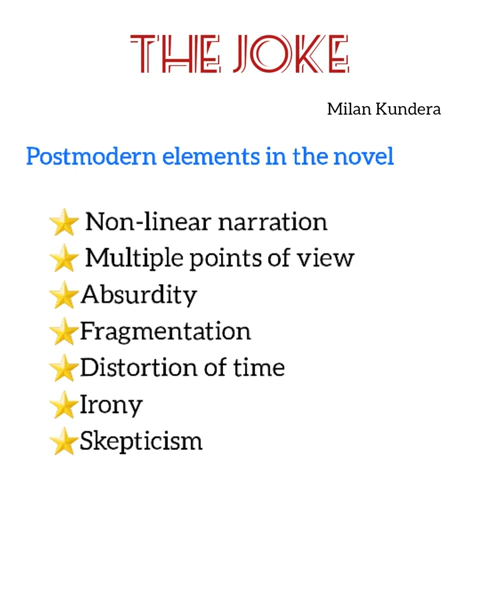 THE JOKE
Milan Kundera
Postmodern elements in the novel
Non-linear narration
Multiple points of view
Absurdity
Fragmentation
Distortion of time
Irony
Skepticism